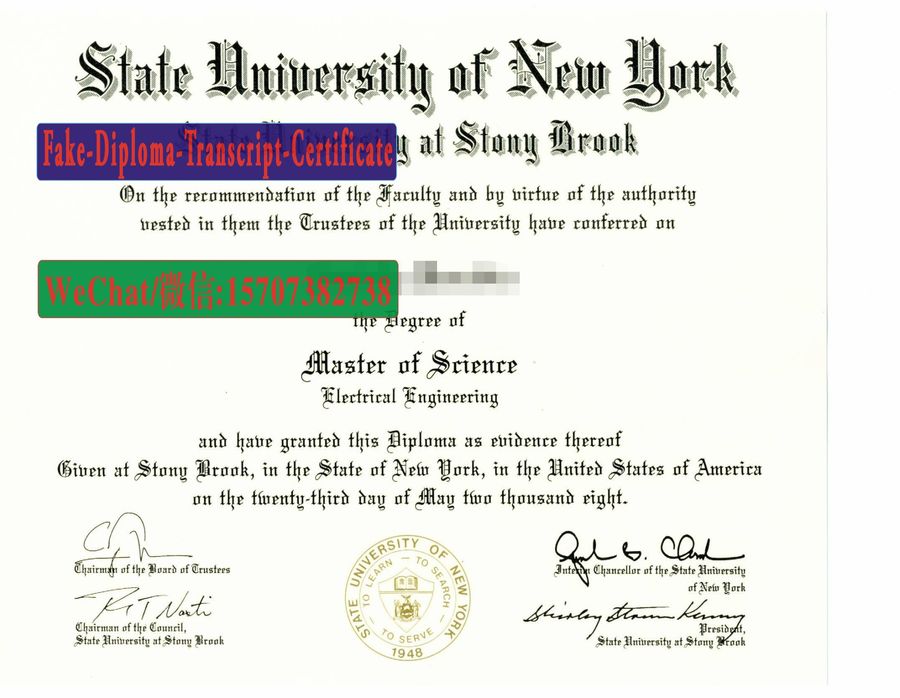 State University of New York
State University at Stony Brook
Fake-Diploma-Transcript-Certificate
On the recommendation of the Faculty and by virtue of the authority
vested in them the Trustees of the University have conferred on
WeChat/微信:15707382738
the Degree of
Master of Science
Electrical Engineering
and have granted this Diploma as evidence thereof
Given at Stony Brook, in the State of New York, in the United States of America
on the twenty-third day of May two thousand eight.
Chairman of the Board of Trustees
Interim Chancellor of the State University
of New York
Chairman of the Council,
State University at Stony Brook
President,
State University at Stony Brook
STATE UNIVERSITY OF NEW YORK
TO LEARN – TO SEARCH – TO SERVE
1948